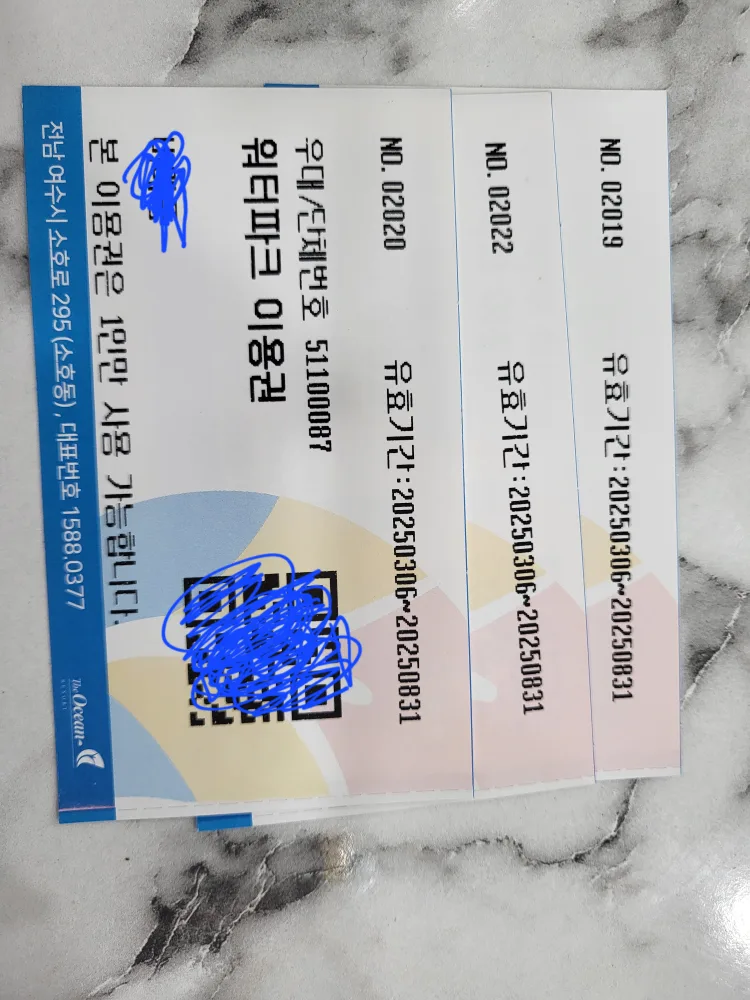 NO. 02019 유효기간:20250306~20250831
NO. 02022 유효기간:20250306~20250831
NO. 02020 유효기간:20250306~20250831
우대/단체번호 51100087
워터파크 이용권
본 이용권은 1인만 사용 가능합니다.
전남 여수시 소호로 295 (소호동), 대표번호 1588.0377
The Ocean